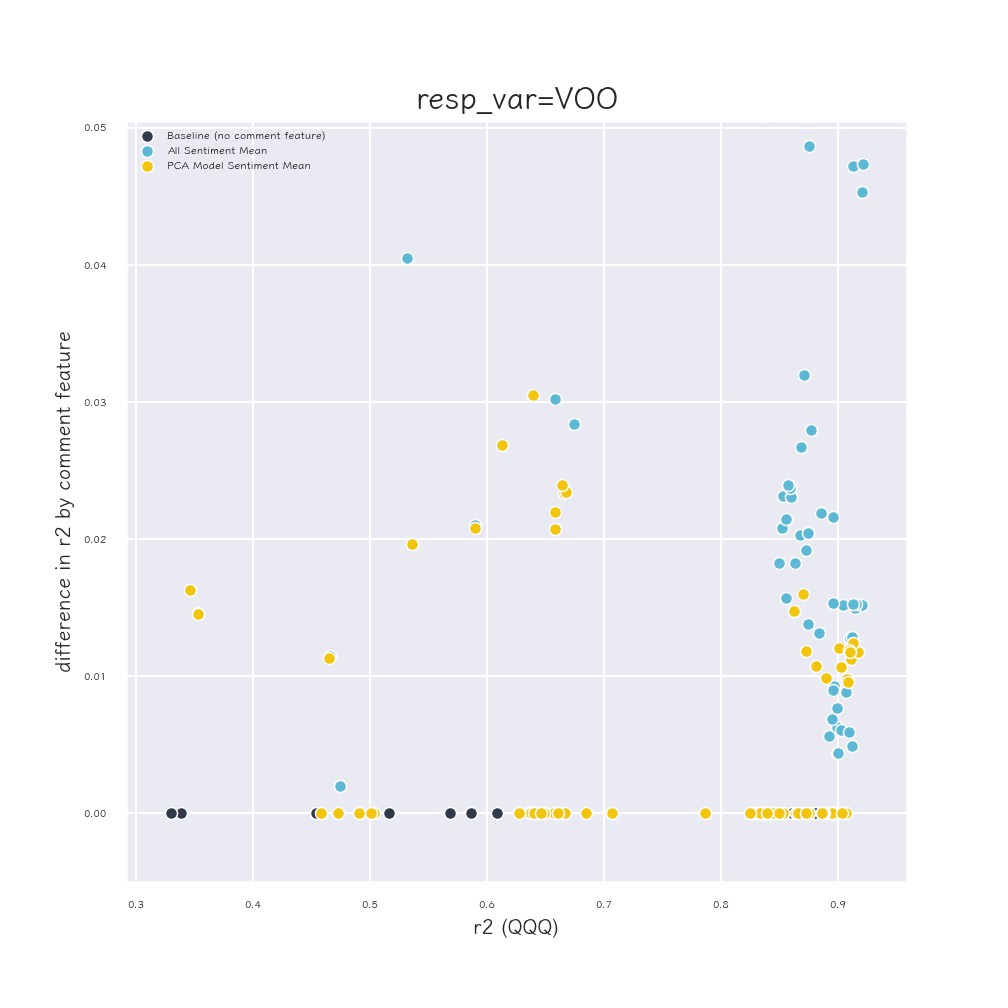 resp_var=VOO
Baseline (no comment feature)
All Sentiment Mean
PCA Model Sentiment Mean
difference in r2 by comment feature
0.05
0.04
0.03
0.02
0.01
0.00
0.3 0.4 0.5 0.6 0.7 0.8 0.9
r2 (QQQ)